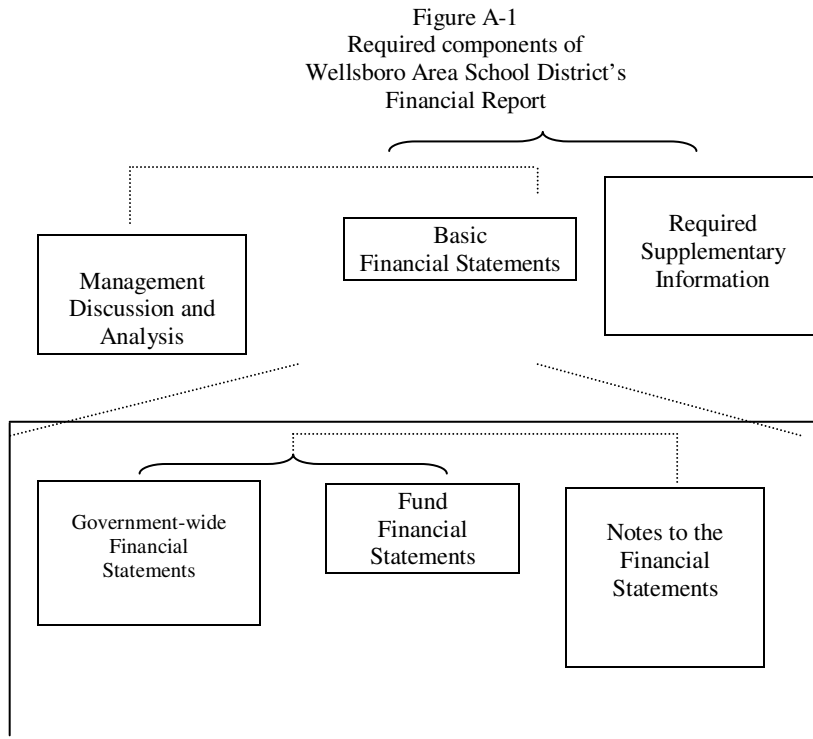 Figure A-1
Required components of
Wellsboro Area School District's
Financial Report
Management
Discussion and
Analysis
Basic
Financial Statements
Required
Supplementary
Information
Government-wide
Financial
Statements
Fund
Financial
Statements
Notes to the
Financial
Statements